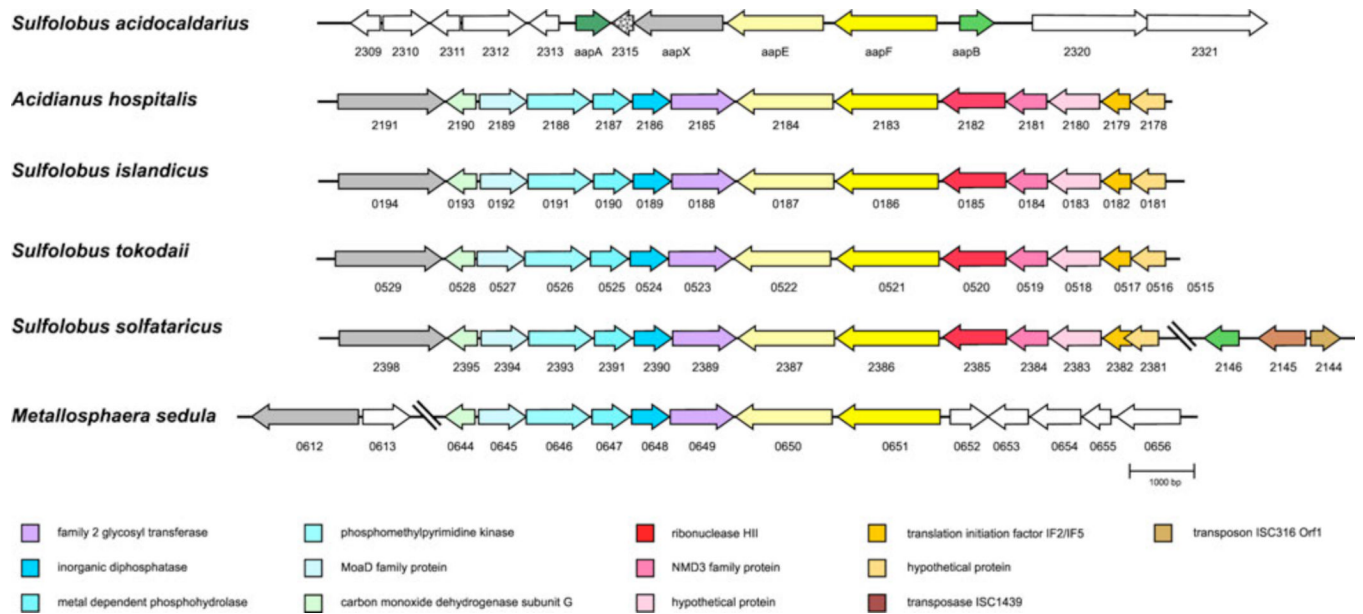 Sulfolobus acidocaldarius
2309 2310 2311 2312 2313 aapA 2315 aapX aapE aapF aapB 2320 2321
Acidianus hospitalis
2191 2190 2189 2188 2187 2186 2185 2184 2183 2182 2181 2180 2179 2178
Sulfolobus islandicus
0194 0193 0192 0191 0190 0189 0188 0187 0186 0185 0184 0183 0182 0181
Sulfolobus tokodaii
0529 0528 0527 0526 0525 0524 0523 0522 0521 0520 0519 0518 0517 0516 0515
Sulfolobus solfataricus
2398 2395 2394 2393 2391 2390 2389 2387 2386 2385 2384 2383 2382 2381 2146 2145 2144
Metallosphaera sedula
0612 0613 0644 0645 0646 0647 0648 0649 0650 0651 0652 0653 0654 0655 0656
1000 bp
family 2 glycosyl transferase phosphomethylpyrimidine kinase ribonuclease HII translation initiation factor IF2/IF5 transposon ISC316 Orf1
inorganic diphosphatase MoaD family protein NMD3 family protein hypothetical protein
metal dependent phosphohydrolase carbon monoxide dehydrogenase subunit G hypothetical protein transposase ISC1439